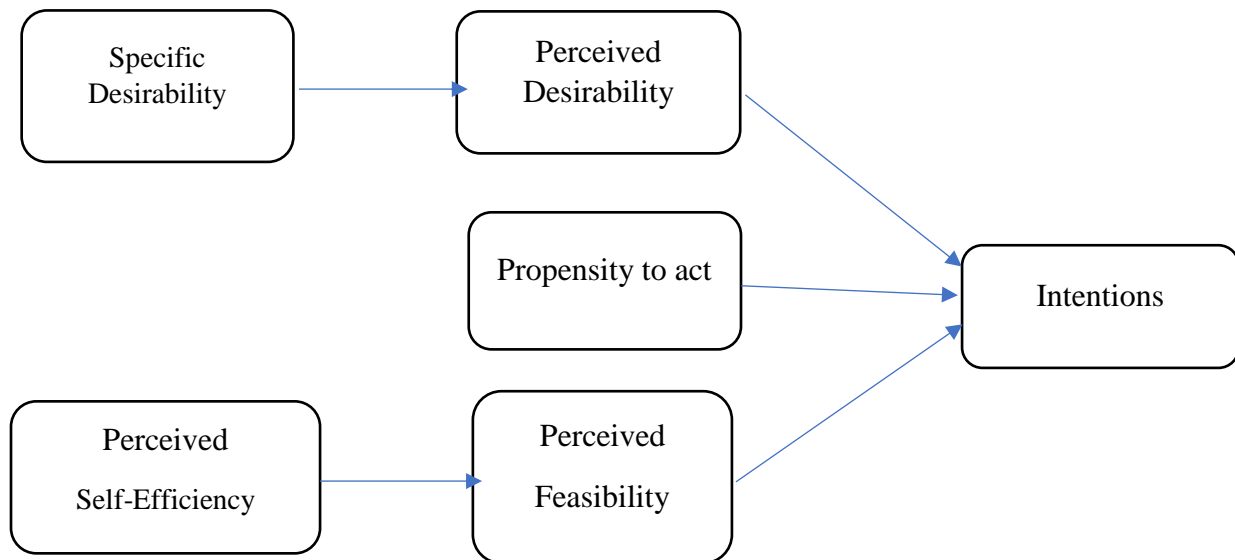 Specific
Desirability
Perceived
Desirability
Propensity to act
Intentions
Perceived
Self-Efficiency
Perceived
Feasibility